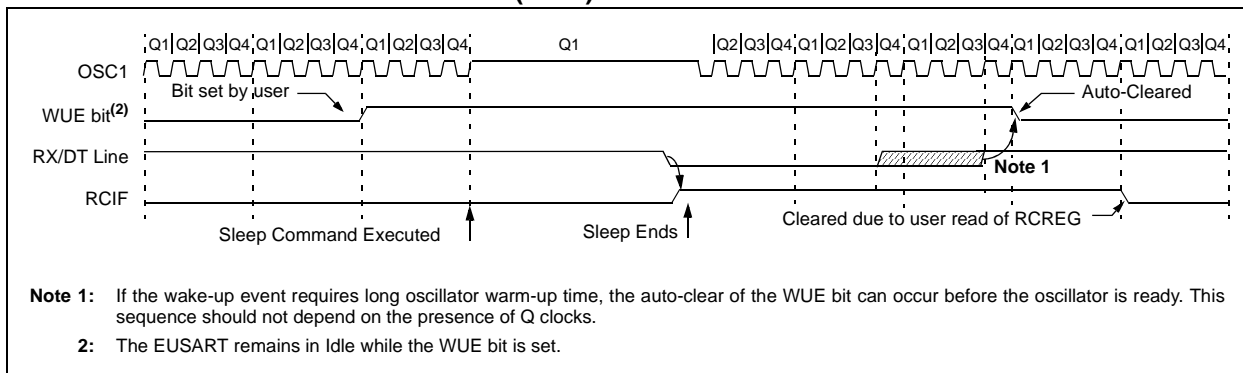 Q1 Q2 Q3 Q4 Q1 Q2 Q3 Q4 Q1 Q2 Q3 Q4 Q1 Q2 Q3 Q4 Q1 Q2 Q3 Q4 Q1 Q2 Q3 Q4 Q1 Q2 Q3 Q4
OSC1
Bit set by user Auto-Cleared
WUE bit(2)
RX/DT Line
Note 1
RCIF
Cleared due to user read of RCREG
Sleep Command Executed Sleep Ends
Note 1: If the wake-up event requires long oscillator warm-up time, the auto-clear of the WUE bit can occur before the oscillator is ready. This
sequence should not depend on the presence of Q clocks.
2: The EUSART remains in Idle while the WUE bit is set.